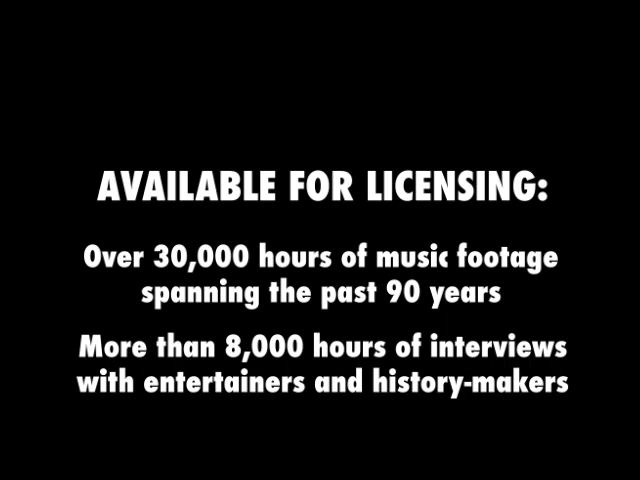 AVAILABLE FOR LICENSING:
Over 30,000 hours of music footage
spanning the past 90 years
More than 8,000 hours of interviews
with entertainers and history-makers